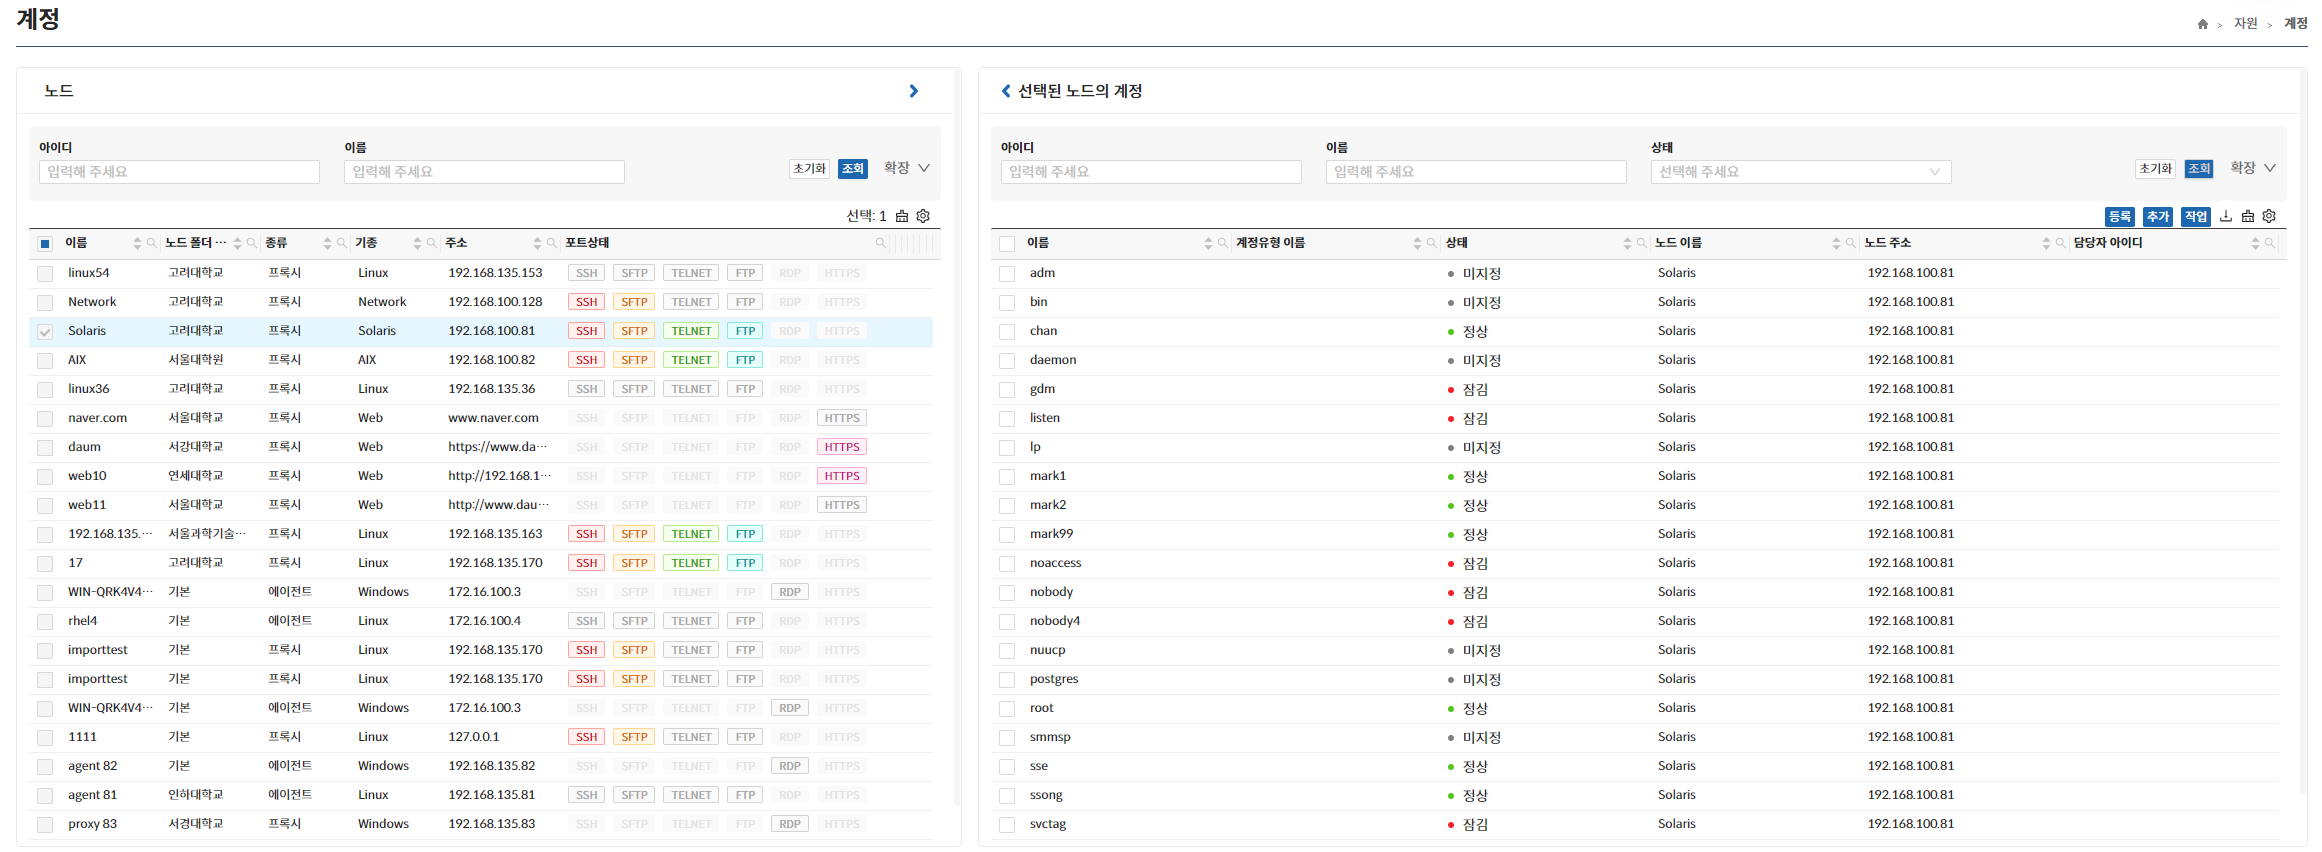 계정
> 자원 > 계정
노드
아이디 이름
입력해 주세요 입력해 주세요 초기화 조회 확장
선택: 1
이름 노드 폴더 ··· 종류 기종 주소 포트상태
linux54 고려대학교 프록시 Linux 192.168.135.153 SSH SFTP TELNET FTP RDP HTTPS
Network 고려대학교 프록시 Network 192.168.100.128 SSH SFTP TELNET FTP RDP HTTPS
Solaris 고려대학교 프록시 Solaris 192.168.100.81 SSH SFTP TELNET FTP RDP HTTPS
AIX 서울대학원 프록시 AIX 192.168.100.82 SSH SFTP TELNET FTP RDP HTTPS
linux36 고려대학교 프록시 Linux 192.168.135.36 SSH SFTP TELNET FTP RDP HTTPS
naver.com 서울대학교 프록시 Web www.naver.com SSH SFTP TELNET FTP RDP HTTPS
daum 서강대학교 프록시 Web https://www.da··· SSH SFTP TELNET FTP RDP HTTPS
web10 연세대학교 프록시 Web http://192.168.1··· SSH SFTP TELNET FTP RDP HTTPS
web11 서울대학교 프록시 Web http://www.dau··· SSH SFTP TELNET FTP RDP HTTPS
192.168.135.··· 서울과학기술··· 프록시 Linux 192.168.135.163 SSH SFTP TELNET FTP RDP HTTPS
17 고려대학교 프록시 Linux 192.168.135.170 SSH SFTP TELNET FTP RDP HTTPS
WIN-QRK4V4··· 기본 에이전트 Windows 172.16.100.3 SSH SFTP TELNET FTP RDP HTTPS
rhel4 기본 에이전트 Linux 172.16.100.4 SSH SFTP TELNET FTP RDP HTTPS
importtest 기본 프록시 Linux 192.168.135.170 SSH SFTP TELNET FTP RDP HTTPS
importtest 기본 프록시 Linux 192.168.135.170 SSH SFTP TELNET FTP RDP HTTPS
WIN-QRK4V4··· 기본 에이전트 Windows 172.16.100.3 SSH SFTP TELNET FTP RDP HTTPS
1111 기본 프록시 Linux 127.0.0.1 SSH SFTP TELNET FTP RDP HTTPS
agent 82 기본 에이전트 Windows 192.168.135.82 SSH SFTP TELNET FTP RDP HTTPS
agent 81 인하대학교 에이전트 Linux 192.168.135.81 SSH SFTP TELNET FTP RDP HTTPS
proxy 83 서경대학교 프록시 Windows 192.168.135.83 SSH SFTP TELNET FTP RDP HTTPS
선택된 노드의 계정
아이디 이름 상태
입력해 주세요 입력해 주세요 선택해 주세요 초기화 조회 확장
등록 추가 작업
이름 계정유형 이름 상태 노드 이름 노드 주소 담당자 아이디
adm 미지정 Solaris 192.168.100.81
bin 미지정 Solaris 192.168.100.81
chan 정상 Solaris 192.168.100.81
daemon 미지정 Solaris 192.168.100.81
gdm 잠김 Solaris 192.168.100.81
listen 잠김 Solaris 192.168.100.81
lp 미지정 Solaris 192.168.100.81
mark1 정상 Solaris 192.168.100.81
mark2 정상 Solaris 192.168.100.81
mark99 정상 Solaris 192.168.100.81
noaccess 잠김 Solaris 192.168.100.81
nobody 잠김 Solaris 192.168.100.81
nobody4 잠김 Solaris 192.168.100.81
nuucp 미지정 Solaris 192.168.100.81
postgres 미지정 Solaris 192.168.100.81
root 정상 Solaris 192.168.100.81
smmsp 미지정 Solaris 192.168.100.81
sse 정상 Solaris 192.168.100.81
ssong 정상 Solaris 192.168.100.81
svctag 잠김 Solaris 192.168.100.81